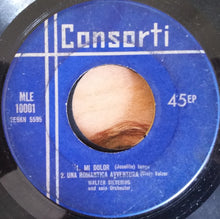 Consorti
MLE
10001
45EP
1. MI DOLOR
2. UNA ROMANTICA AVVENTURA
WALTER